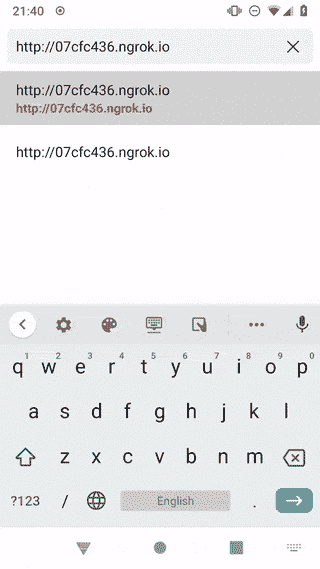 21:40
http://07cfc436.ngrok.io
http://07cfc436.ngrok.io
http://07cfc436.ngrok.io
http://07cfc436.ngrok.io
1 2 3 4 5 6 7 8 9 0
q w e r t y u i o p
a s d f g h j k l
z x c v b n m
?123 / English .